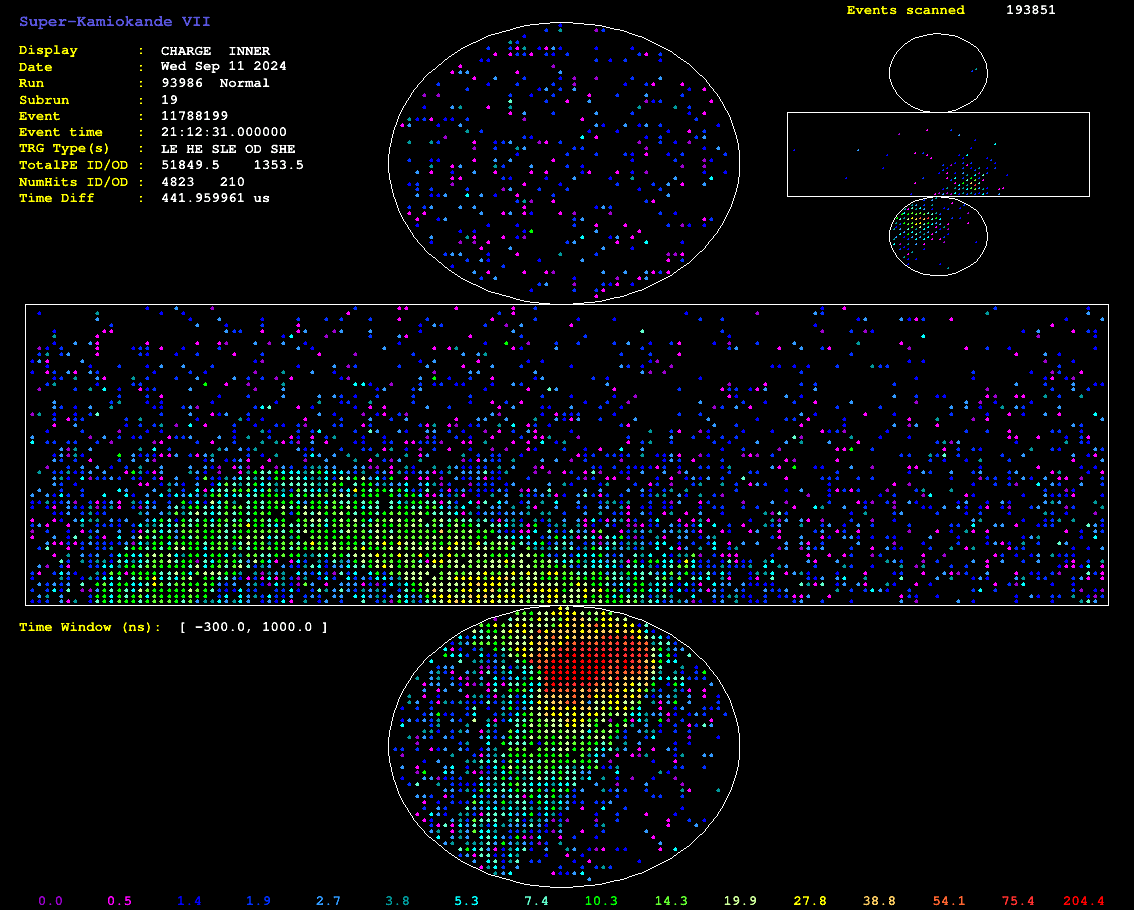 Super-Kamiokande VII
Events scanned 193851
Display : CHARGE INNER
Date : Wed Sep 11 2024
Run : 93986 Normal
Subrun : 19
Event : 11788199
Event time : 21:12:31.000000
TRG Type(s) : LE HE SLE OD SHE
TotalPE ID/OD : 51849.5 1353.5
NumHits ID/OD : 4823 210
Time Diff : 441.959961 us
Time Window (ns): [ -300.0, 1000.0 ]
0.0 0.5 1.4 1.9 2.7 3.8 5.3 7.4 10.3 14.3 19.9 27.8 38.8 54.1 75.4 204.4